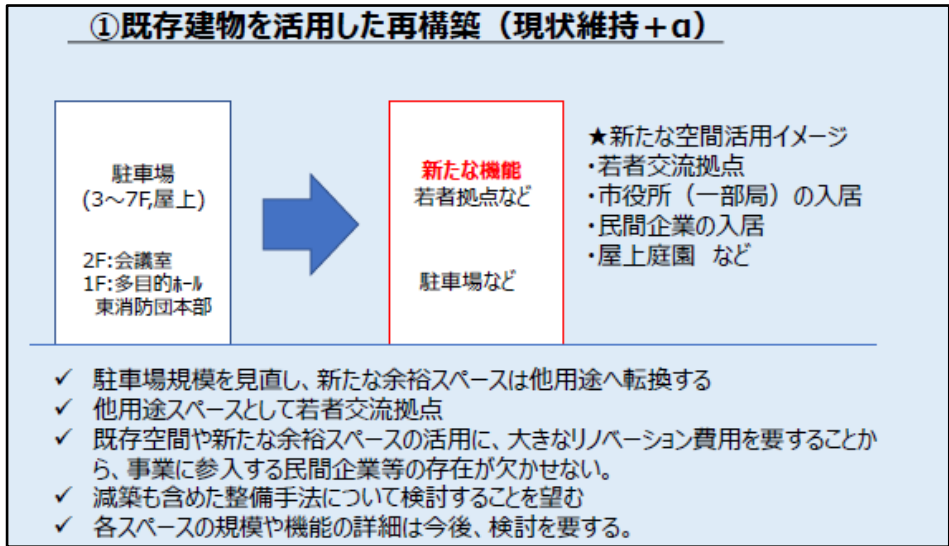 ①既存建物を活用した再構築（現状維持＋α）
駐車場
(3～7F,屋上)
2F:会議室
1F:多目的ﾎｰﾙ
東消防団本部
新たな機能
若者拠点など
駐車場など
★新たな空間活用イメージ
・若者交流拠点
・市役所（一部局）の入居
・民間企業の入居
・屋上庭園 など
✓ 駐車場規模を見直し、新たな余裕スペースは他用途へ転換する
✓ 他用途スペースとして若者交流拠点
✓ 既存空間や新たな余裕スペースの活用に、大きなリノベーション費用を要することか
ら、事業に参入する民間企業等の存在が欠かせない。
✓ 減築も含めた整備手法について検討することを望む
✓ 各スペースの規模や機能の詳細は今後、検討を要する。